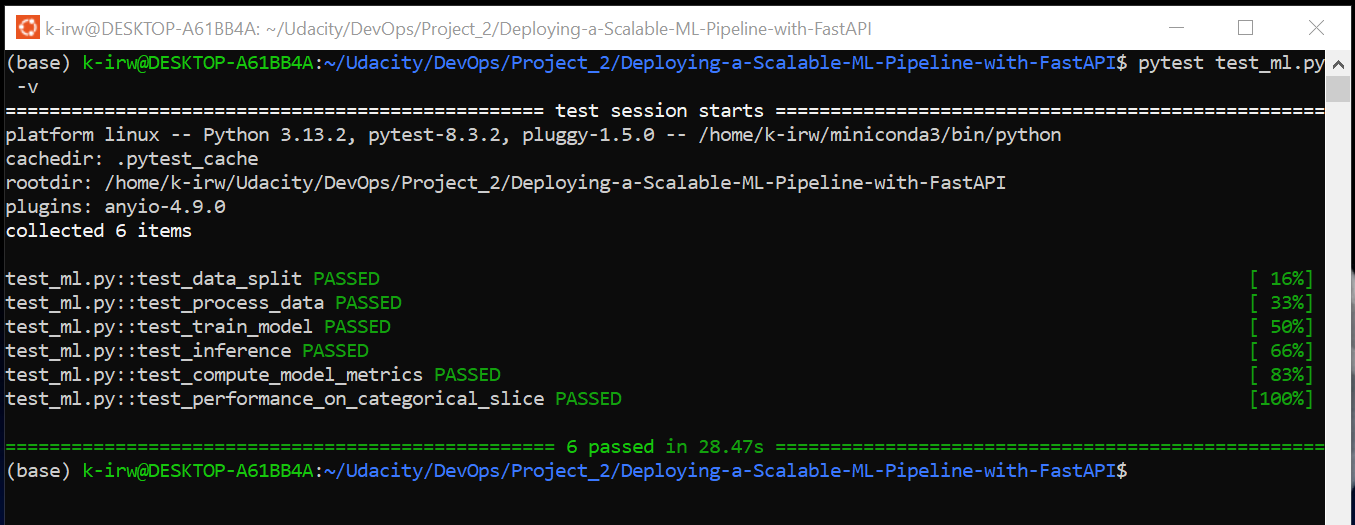 k-irw@DESKTOP-A61BB4A: ~/Udacity/DevOps/Project_2/Deploying-a-Scalable-ML-Pipeline-with-FastAPI
(base) k-irw@DESKTOP-A61BB4A:~/Udacity/DevOps/Project_2/Deploying-a-Scalable-ML-Pipeline-with-FastAPI$ pytest test_ml.py
 -v
================================================= test session starts ==================================================
platform linux -- Python 3.13.2, pytest-8.3.2, pluggy-1.5.0 -- /home/k-irw/miniconda3/bin/python
cachedir: .pytest_cache
rootdir: /home/k-irw/Udacity/DevOps/Project_2/Deploying-a-Scalable-ML-Pipeline-with-FastAPI
plugins: anyio-4.9.0
collected 6 items
test_ml.py::test_data_split PASSED [ 16%]
test_ml.py::test_process_data PASSED [ 33%]
test_ml.py::test_train_model PASSED [ 50%]
test_ml.py::test_inference PASSED [ 66%]
test_ml.py::test_compute_model_metrics PASSED [ 83%]
test_ml.py::test_performance_on_categorical_slice PASSED [100%]
================================================== 6 passed in 28.47s ==================================================
(base) k-irw@DESKTOP-A61BB4A:~/Udacity/DevOps/Project_2/Deploying-a-Scalable-ML-Pipeline-with-FastAPI$